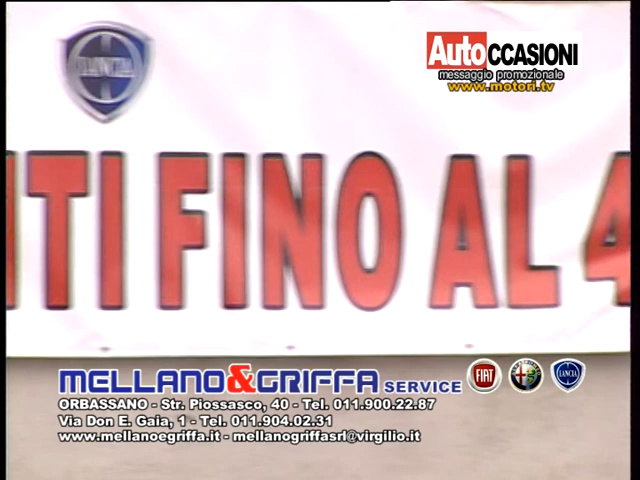 AutOCCASIONI
messaggio promozionale
www.motori.tv
LANCIA
ITI FINO AL 4
MELLANO&GRIFFA SERVICE
FIAT
LANCIA
ORBASSANO - Str. Piossasco, 40 - Tel. 011.900.22.87
Via Don E. Gaia, 1 - Tel. 011.904.02.31
www.mellanoegriffa.it - mellanogriffasrl@virgilio.it